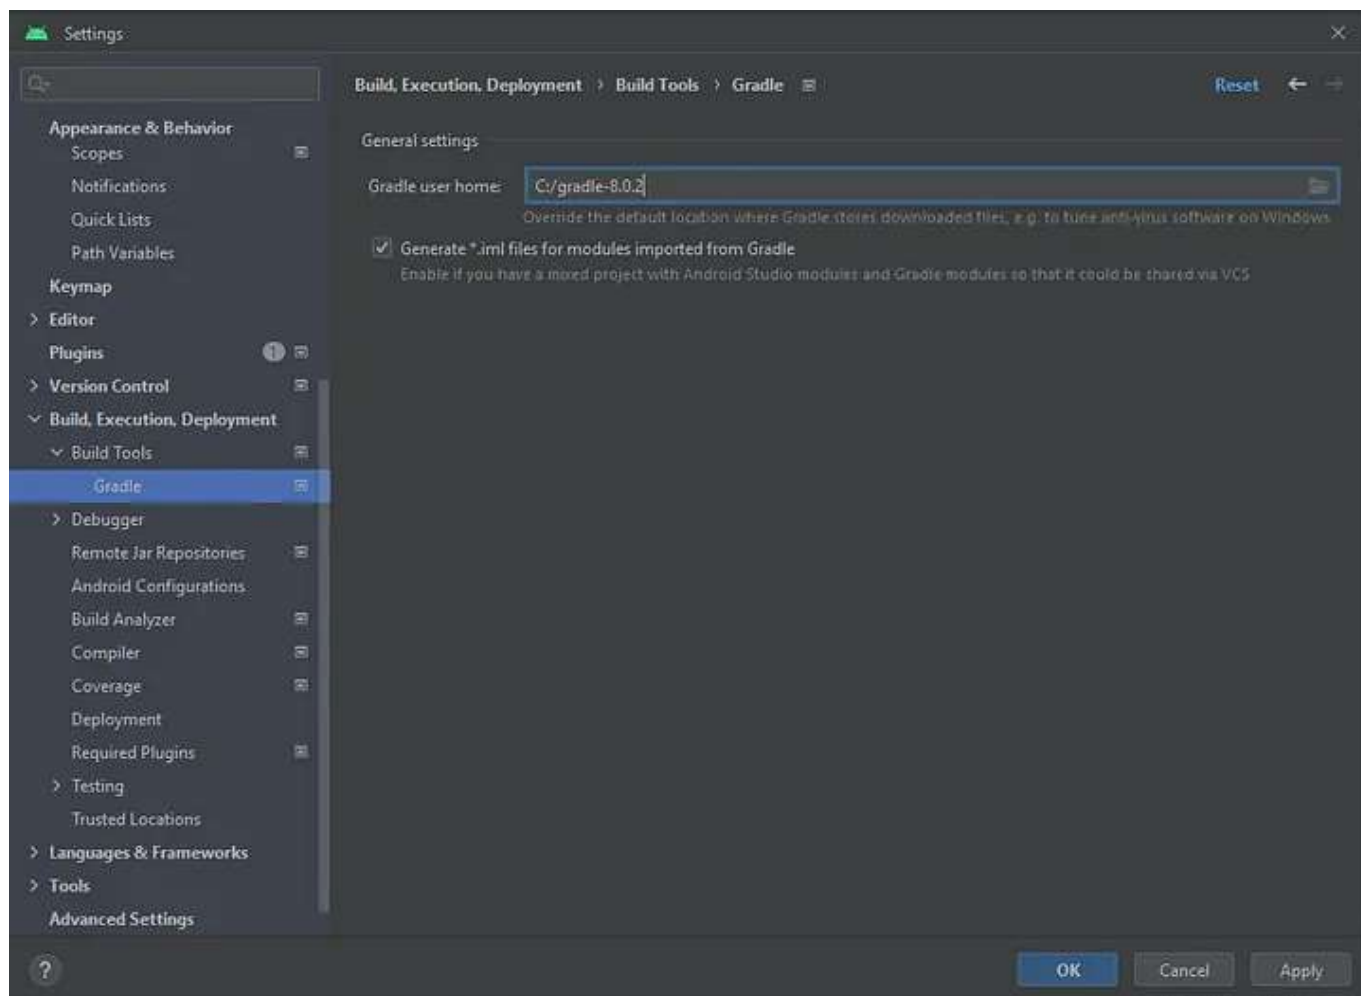 Settings
Build, Execution, Deployment › Build Tools › Gradle
Reset
Appearance & Behavior
Scopes
Notifications
Quick Lists
Path Variables
Keymap
Editor
Plugins
1
Version Control
Build, Execution, Deployment
Build Tools
Gradle
Debugger
Remote Jar Repositories
Android Configurations
Build Analyzer
Compiler
Coverage
Deployment
Required Plugins
Testing
Trusted Locations
Languages & Frameworks
Tools
Advanced Settings
General settings
Gradle user home: C:/gradle-8.0.2
Override the default location where Gradle stores downloaded files, e.g. to tune anti-virus software on Windows
Generate *.iml files for modules imported from Gradle
Enable if you have a mixed project with Android Studio modules and Gradle modules so that it could be shared via VCS
?
OK
Cancel
Apply